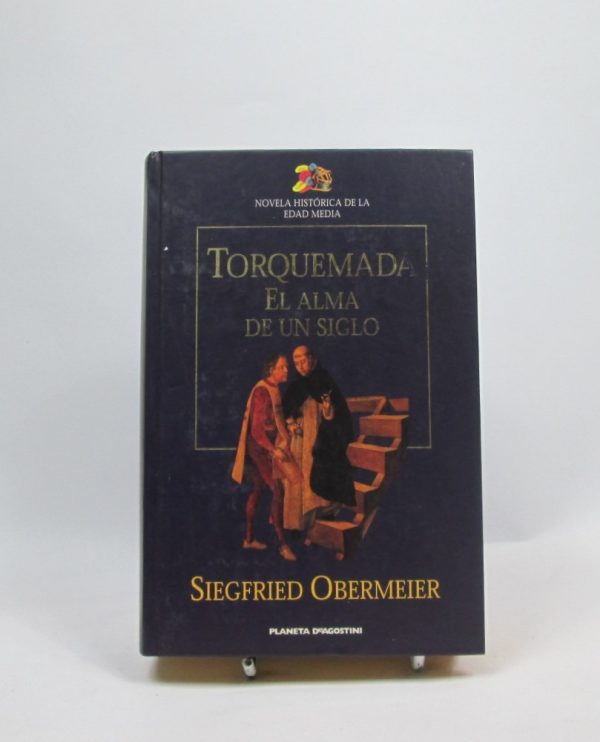 NOVELA HISTÓRICA DE LA
EDAD MEDIA
TORQUEMADA
EL ALMA
DE UN SIGLO
SIEGFRIED OBERMEIER
PLANETA DEAGOSTINI